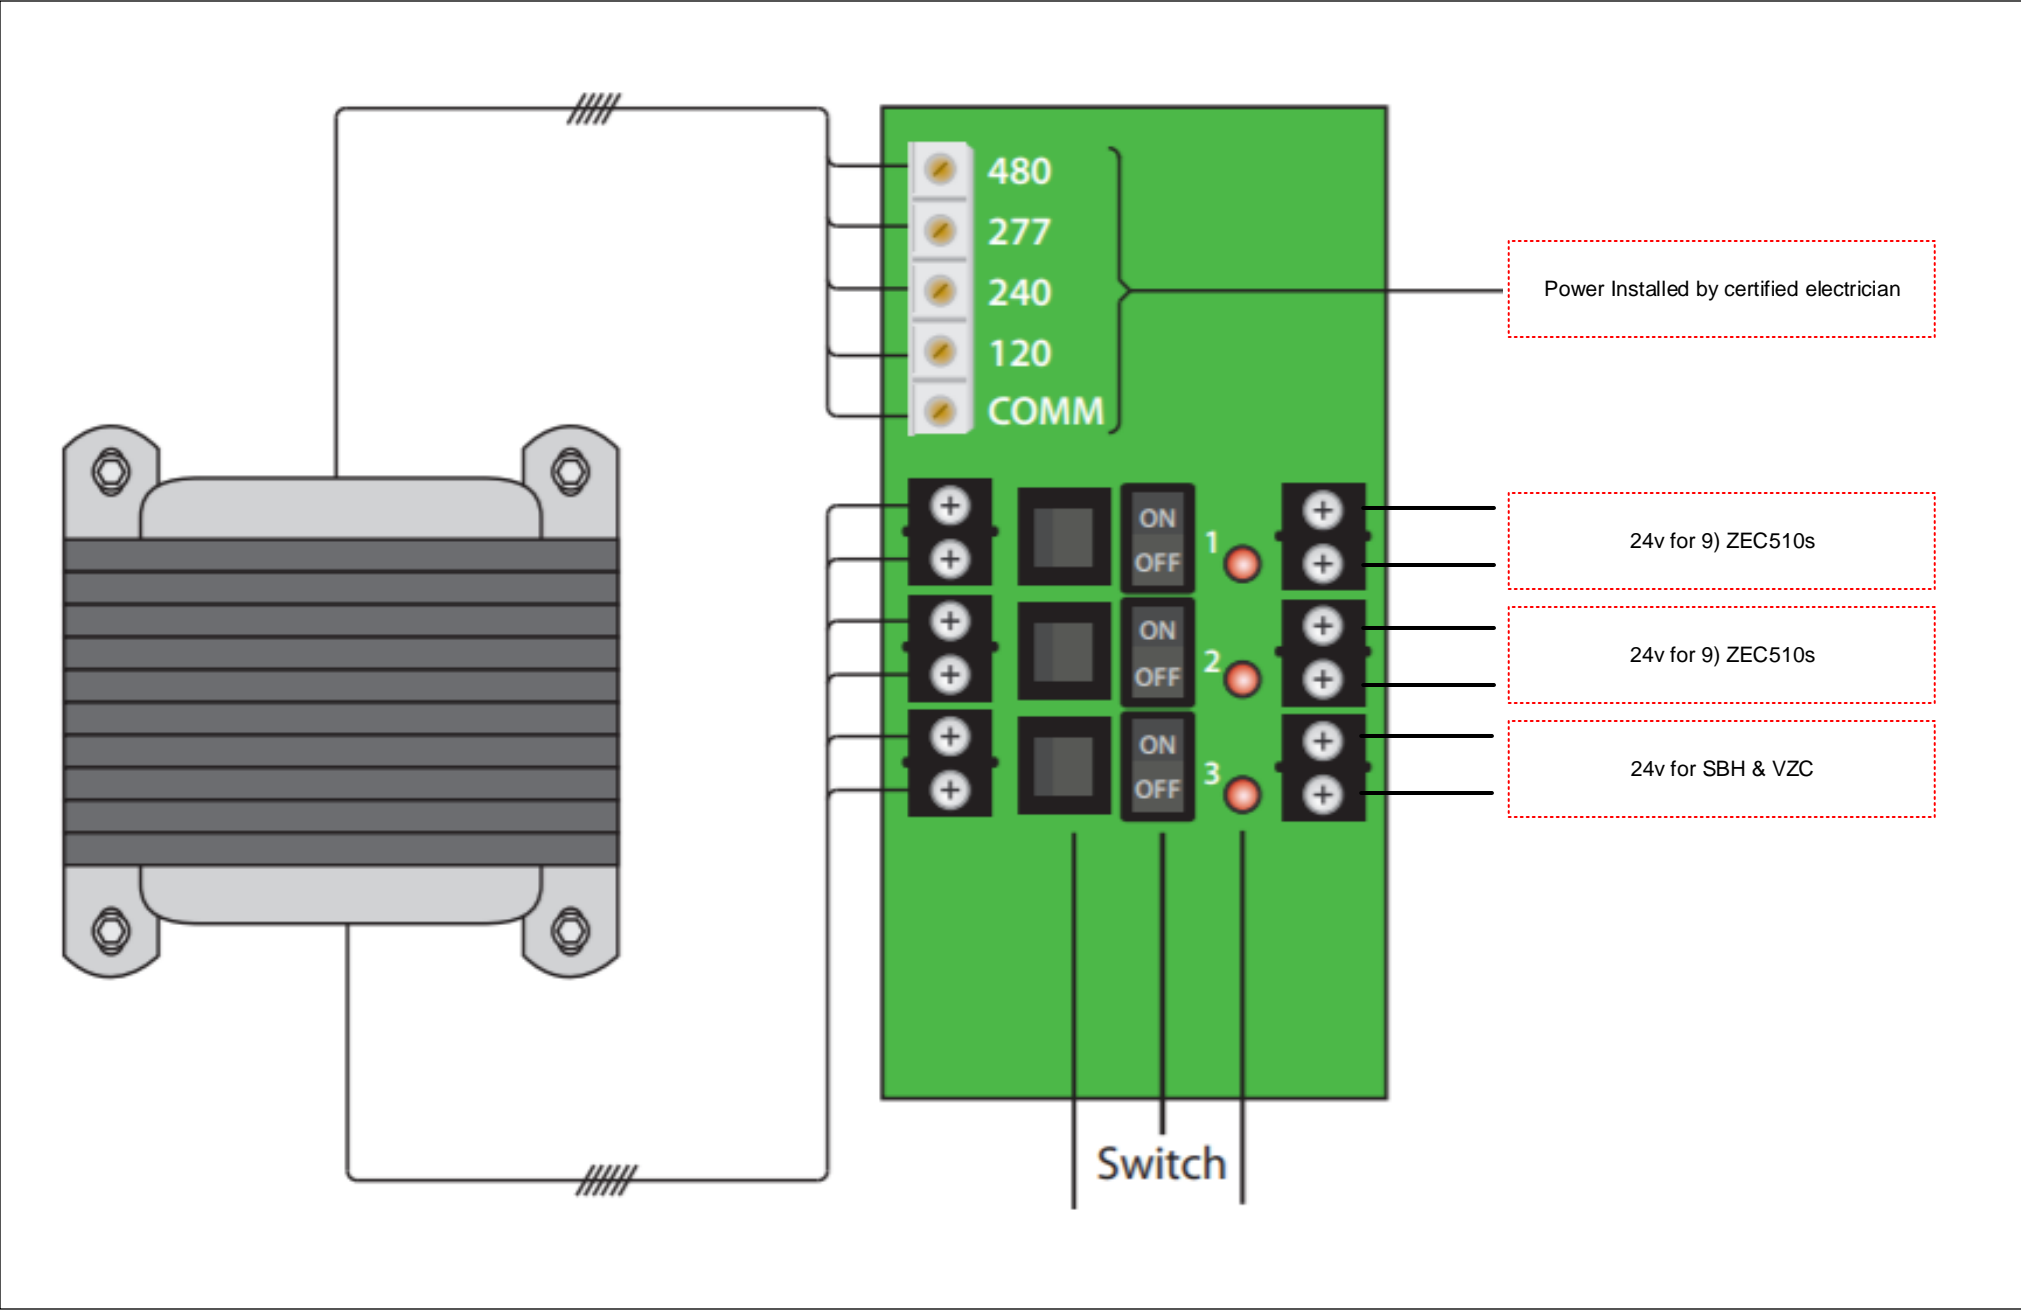 480
277
240
120
COMM
Power Installed by certified electrician
ON
OFF
1
24v for 9) ZEC510s
ON
OFF
2
24v for 9) ZEC510s
ON
OFF
3
24v for SBH & VZC
Switch